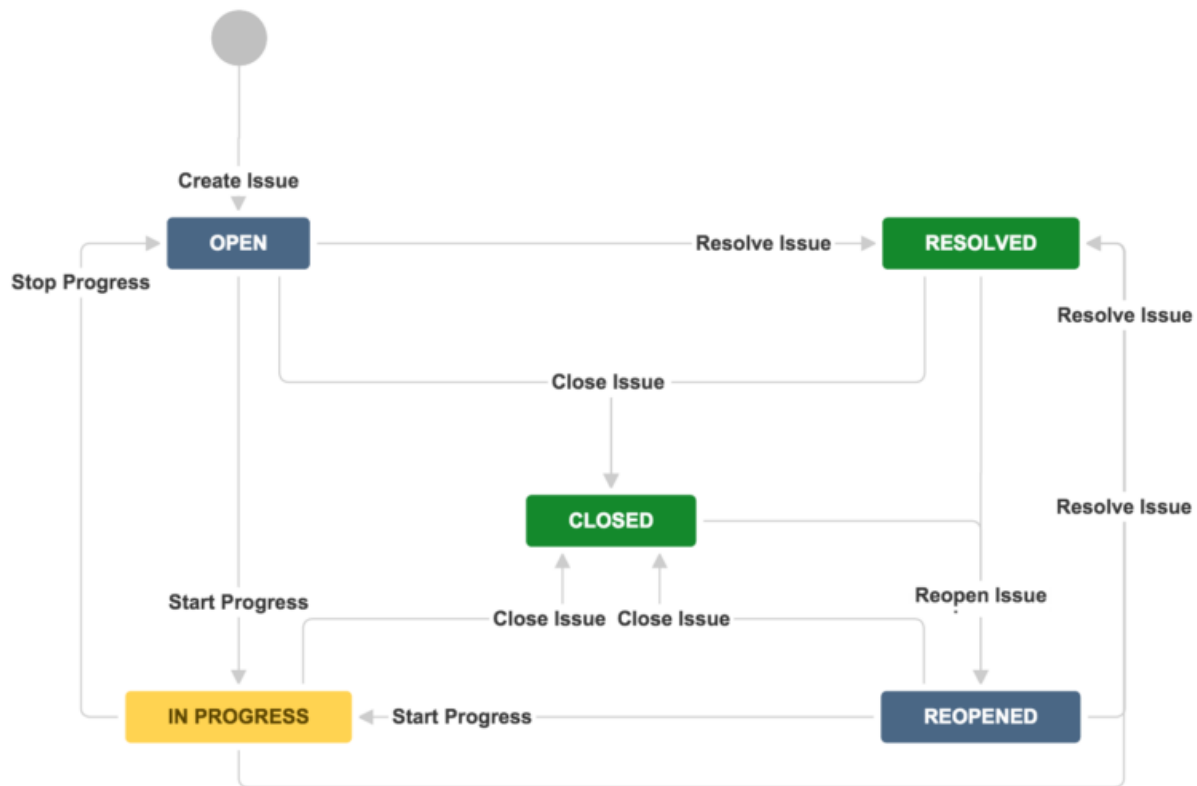 Create Issue
OPEN
Resolve Issue
RESOLVED
Stop Progress
Resolve Issue
Close Issue
CLOSED
Resolve Issue
Start Progress
Reopen Issue
Close Issue
Close Issue
IN PROGRESS
Start Progress
REOPENED